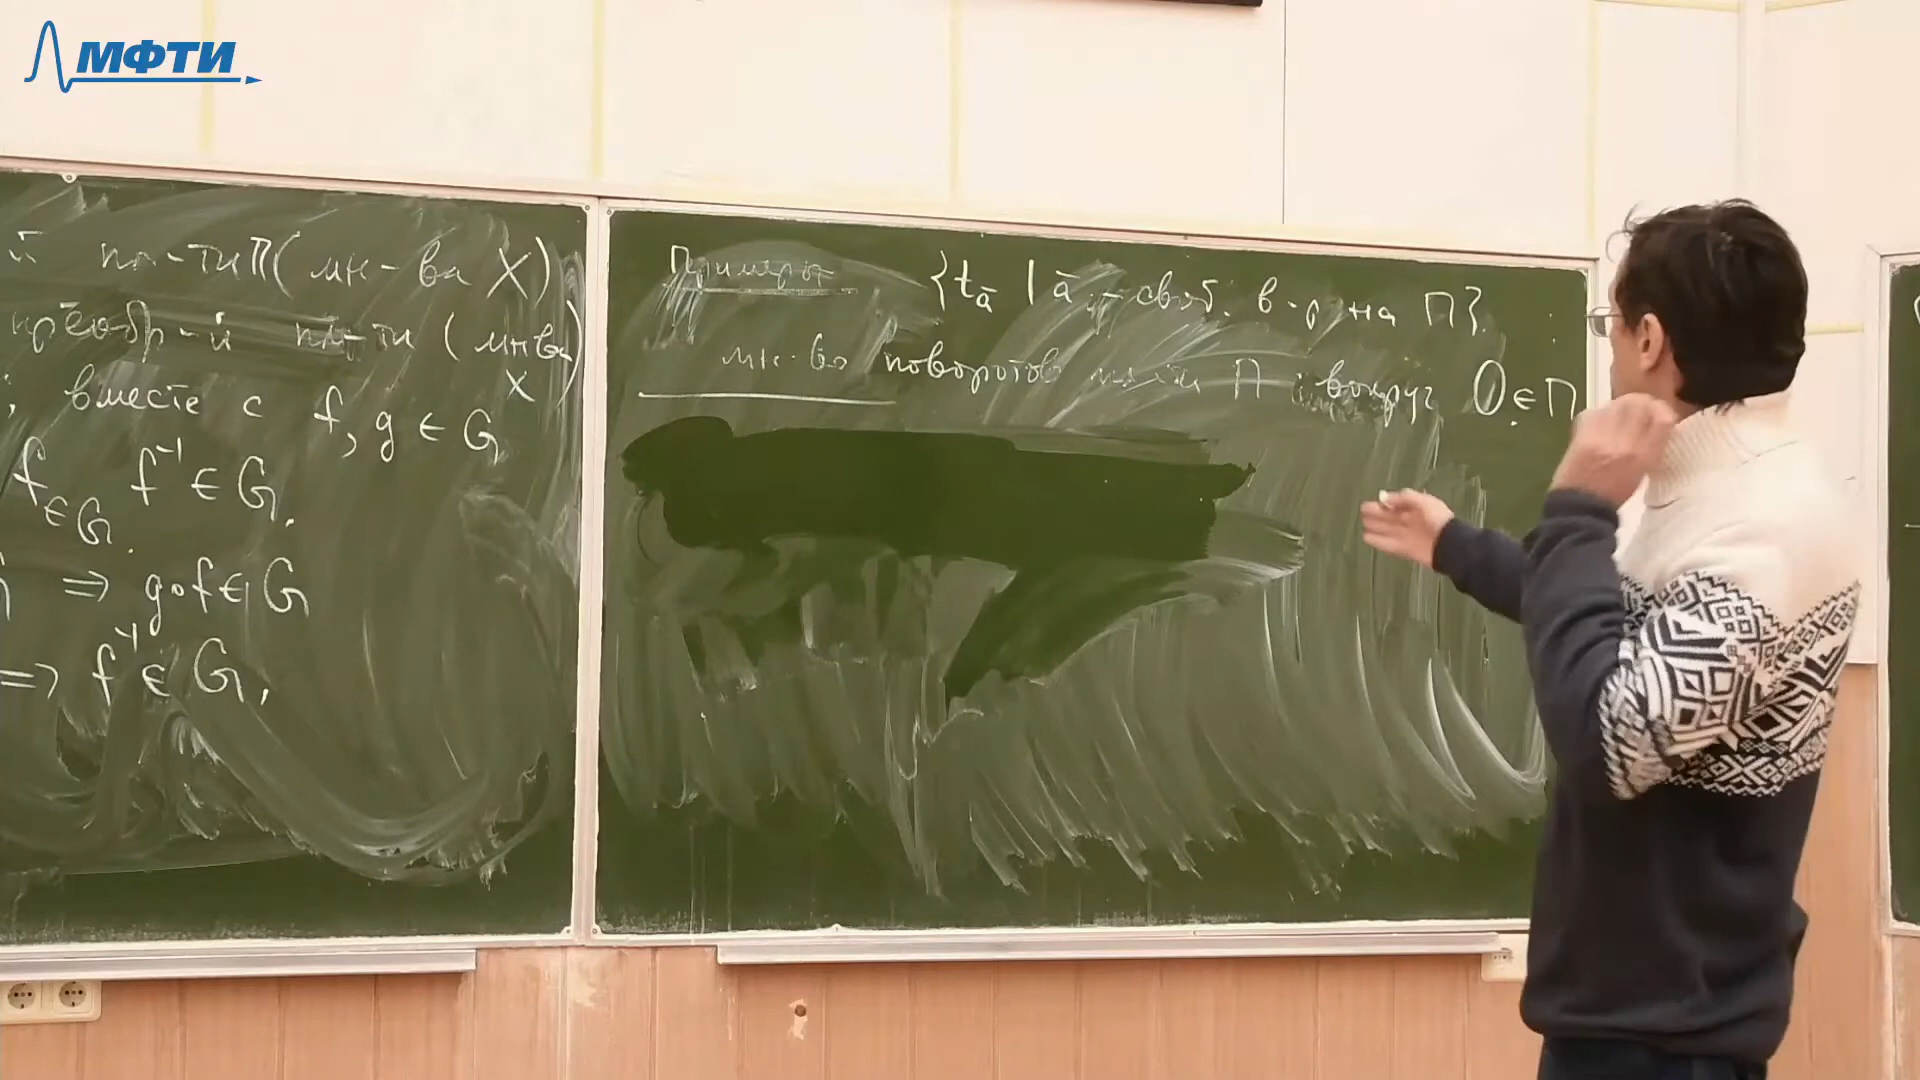 МФТИ
й пл-ти П (мн-ва X)
преобр-й пл-ти (мн-ва X)
; вместе с f, g ∈ G
f ∈ G. f⁻¹ ∈ G.
⇒ g∘f ∈ G
⇒ f⁻¹ ∈ G,
Примеры {t_ā | ā - своб. в-р на П}.
мн-во поворотов пл-ти П вокруг O ∈ П